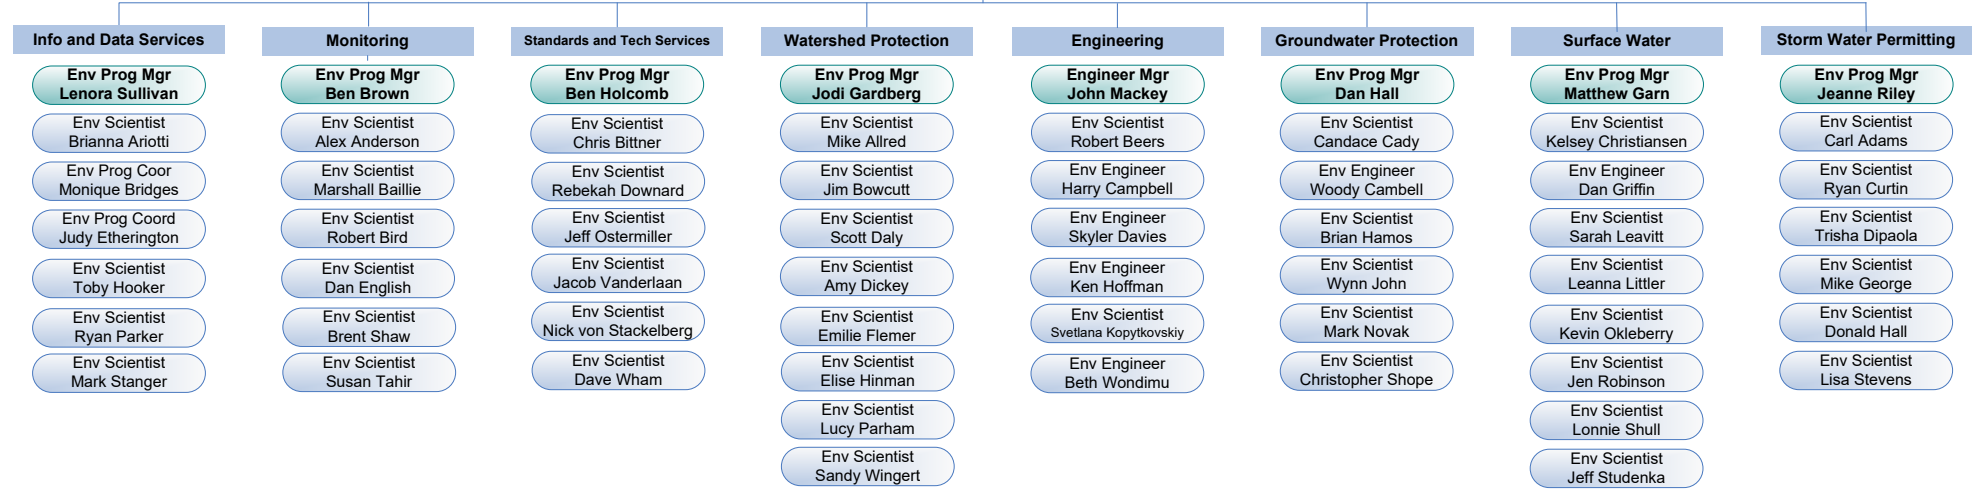 Info and Data Services
Env Prog Mgr
Lenora Sullivan
Env Scientist
Brianna Ariotti
Env Prog Coor
Monique Bridges
Env Prog Coord
Judy Etherington
Env Scientist
Toby Hooker
Env Scientist
Ryan Parker
Env Scientist
Mark Stanger
Monitoring
Env Prog Mgr
Ben Brown
Env Scientist
Alex Anderson
Env Scientist
Marshall Baillie
Env Scientist
Robert Bird
Env Scientist
Dan English
Env Scientist
Brent Shaw
Env Scientist
Susan Tahir
Standards and Tech Services
Env Prog Mgr
Ben Holcomb
Env Scientist
Chris Bittner
Env Scientist
Rebekah Downard
Env Scientist
Jeff Ostermiller
Env Scientist
Jacob Vanderlaan
Env Scientist
Nick von Stackelberg
Env Scientist
Dave Wham
Watershed Protection
Env Prog Mgr
Jodi Gardberg
Env Scientist
Mike Allred
Env Scientist
Jim Bowcutt
Env Scientist
Scott Daly
Env Scientist
Amy Dickey
Env Scientist
Emilie Flemer
Env Scientist
Elise Hinman
Env Scientist
Lucy Parham
Env Scientist
Sandy Wingert
Engineering
Engineer Mgr
John Mackey
Env Scientist
Robert Beers
Env Engineer
Harry Campbell
Env Engineer
Skyler Davies
Env Engineer
Ken Hoffman
Env Scientist
Svetlana Kopytkovskiy
Env Engineer
Beth Wondimu
Groundwater Protection
Env Prog Mgr
Dan Hall
Env Scientist
Candace Cady
Env Engineer
Woody Cambell
Env Scientist
Brian Hamos
Env Scientist
Wynn John
Env Scientist
Mark Novak
Env Scientist
Christopher Shope
Surface Water
Env Prog Mgr
Matthew Garn
Env Scientist
Kelsey Christiansen
Env Engineer
Dan Griffin
Env Scientist
Sarah Leavitt
Env Scientist
Leanna Littler
Env Scientist
Kevin Okleberry
Env Scientist
Jen Robinson
Env Scientist
Lonnie Shull
Env Scientist
Jeff Studenka
Storm Water Permitting
Env Prog Mgr
Jeanne Riley
Env Scientist
Carl Adams
Env Scientist
Ryan Curtin
Env Scientist
Trisha Dipaola
Env Scientist
Mike George
Env Scientist
Donald Hall
Env Scientist
Lisa Stevens